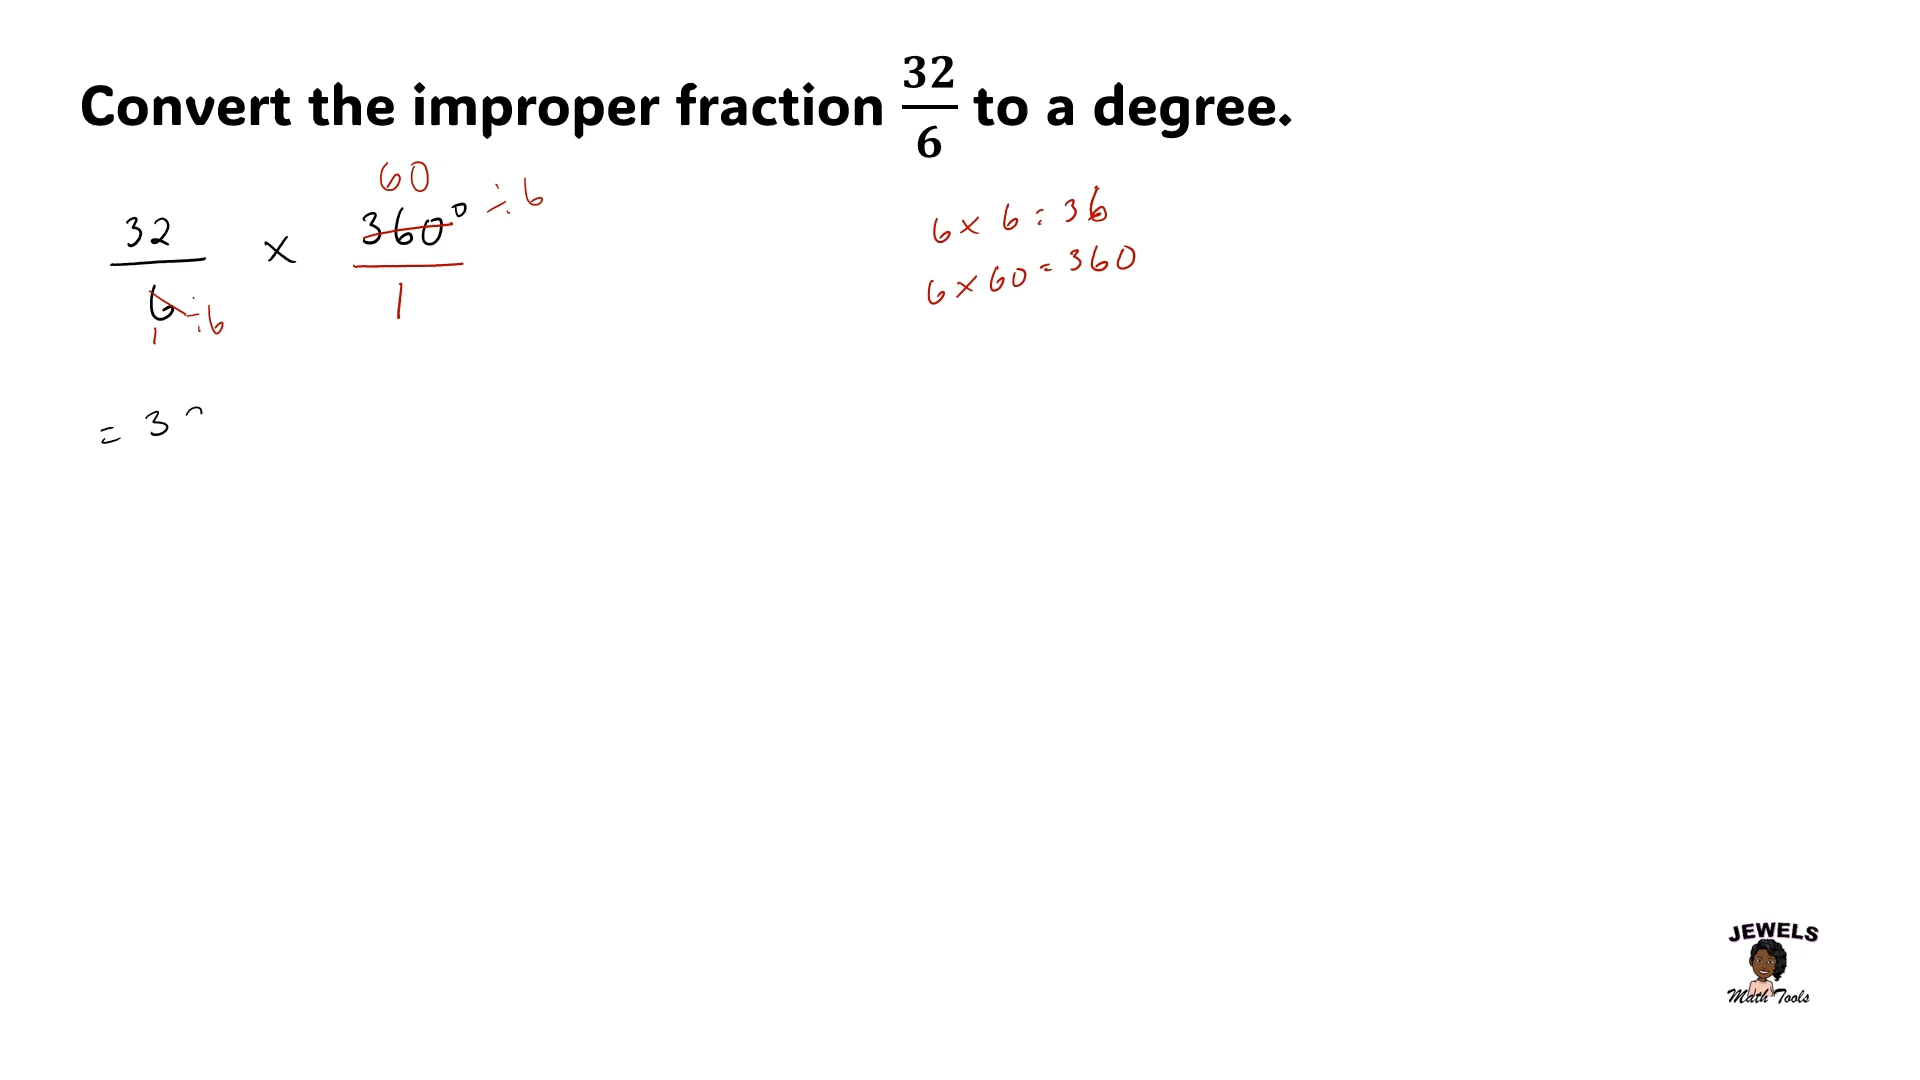 Convert the improper fraction 32/6 to a degree.
60
32 × 360° ÷6
6 ÷6 1
1
= 3
6 × 6 = 36
6 × 60 = 360
JEWELS
Math Tools